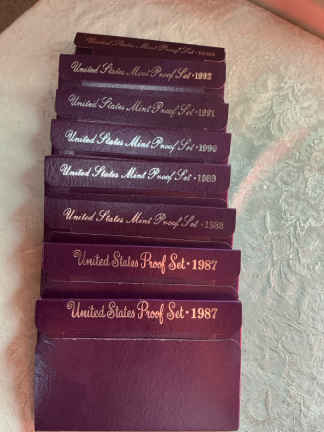 United States Mint Proof Set
United States Mint Proof Set • 1992
United States Mint Proof Set • 1991
United States Mint Proof Set • 1990
United States Mint Proof Set • 1989
United States Mint Proof Set • 1988
United States Proof Set • 1987
United States Proof Set • 1987